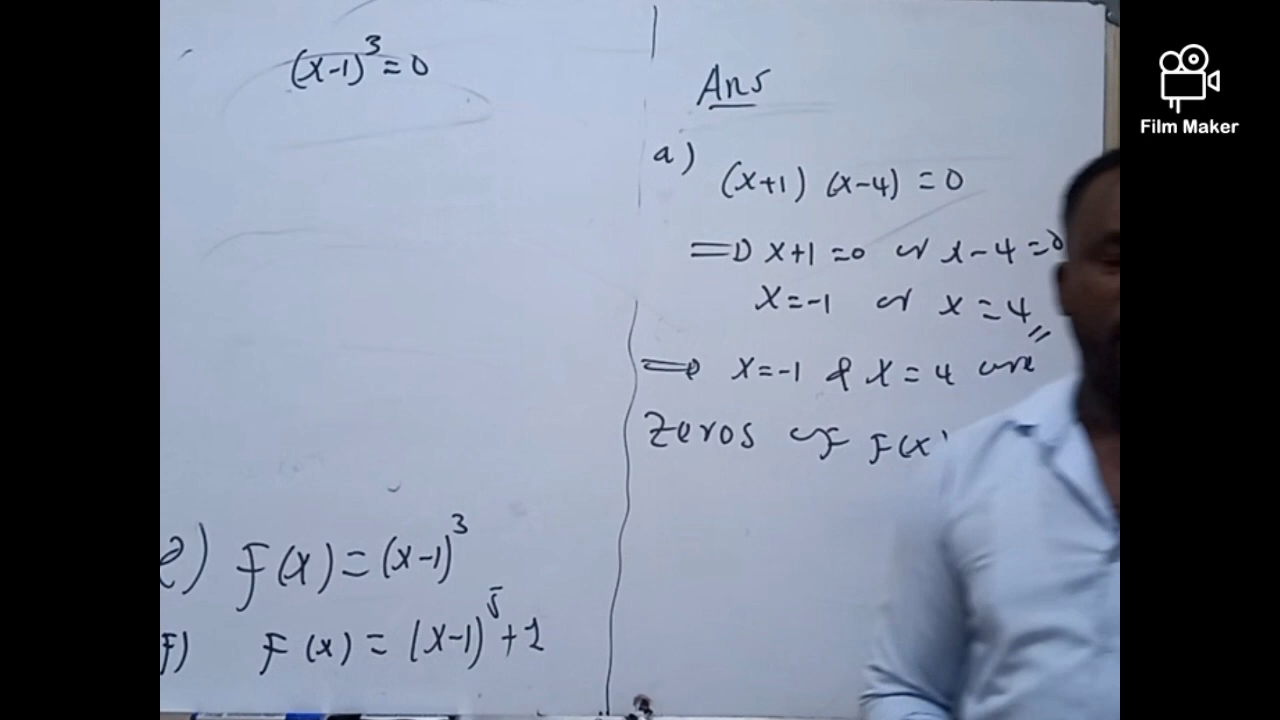 (x-1)³ = 0
e) F(x) = (x-1)³
F) F(x) = (x-1)⁵ + 1
Ans
a) (x+1) (x-4) = 0
⇒ x+1 = 0 or x-4 = 0
x = -1 or x = 4
⇒ x = -1 & x = 4 are
Zeros of F(x)
Film Maker